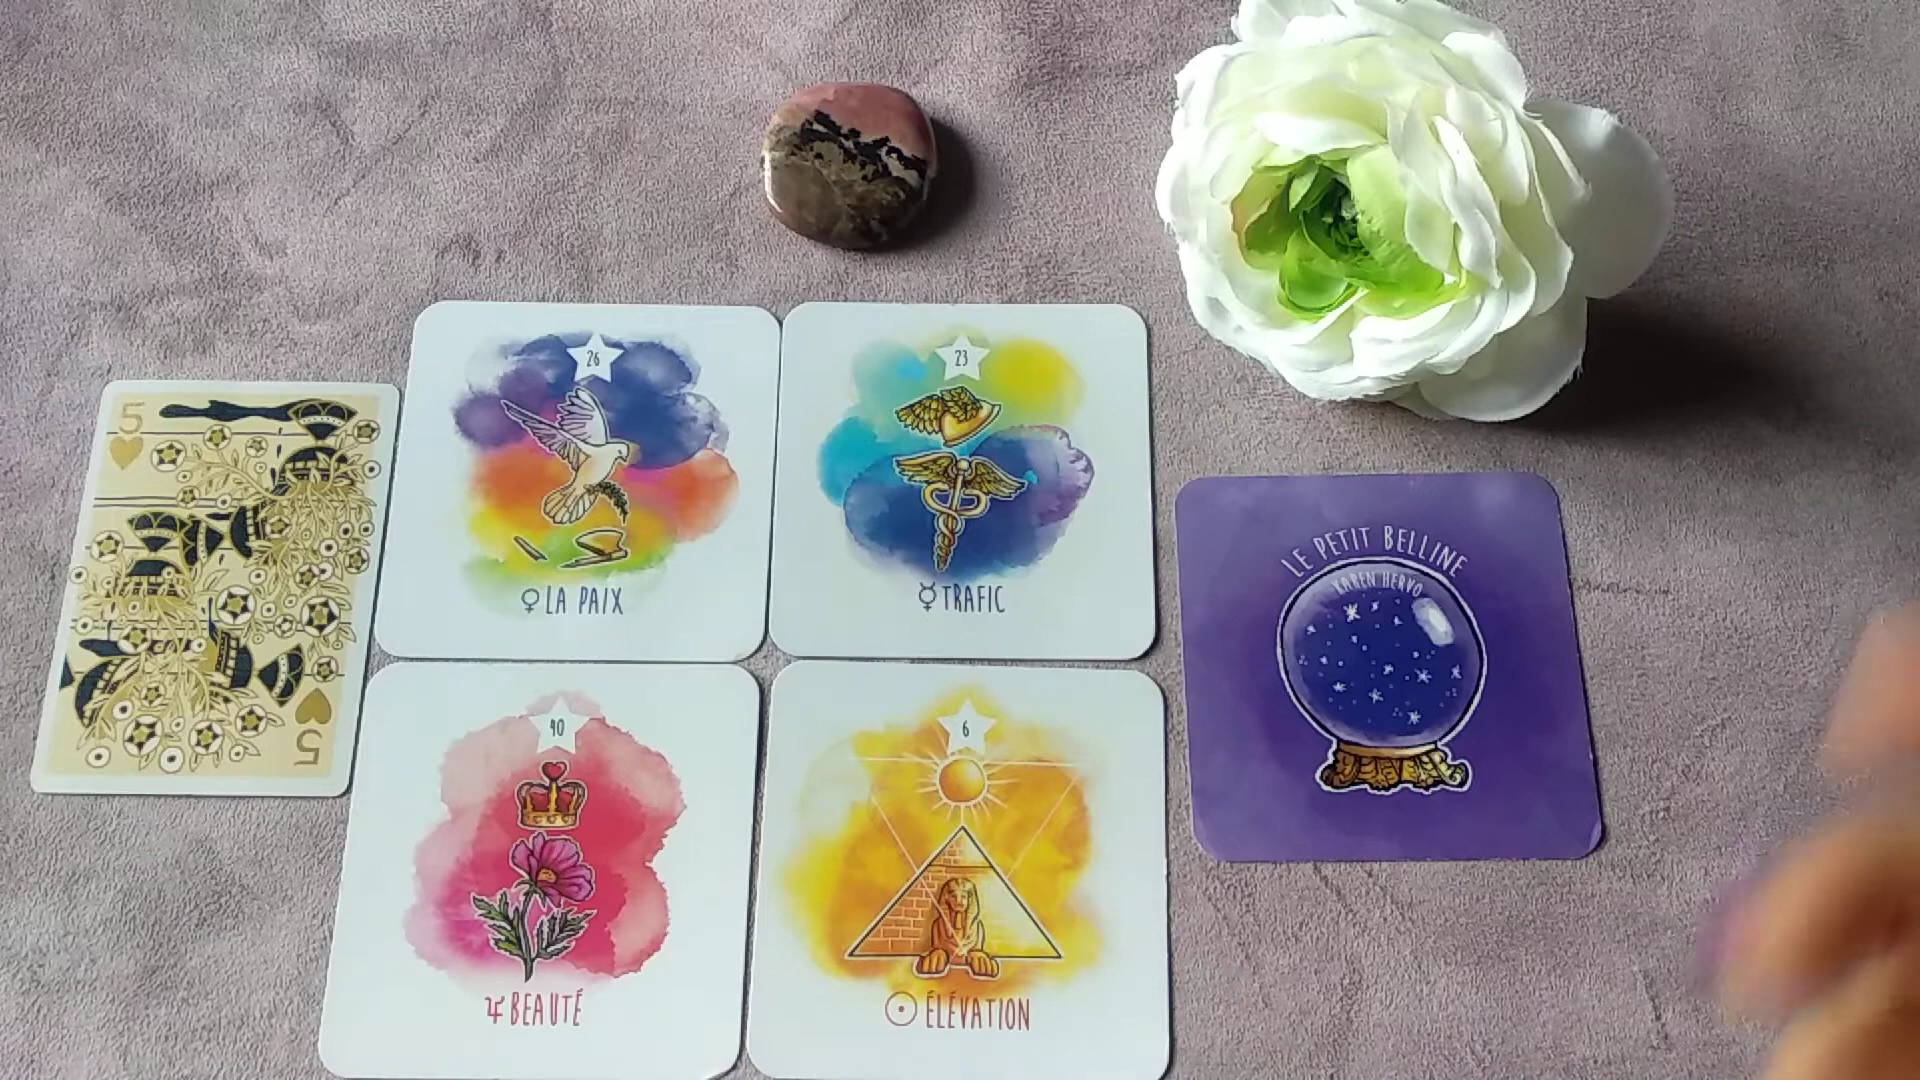 5
26
LA PAIX
23
TRAFIC
LE PETIT BELLINE
KAREN HERVO
40
BEAUTÉ
6
ÉLÉVATION
5